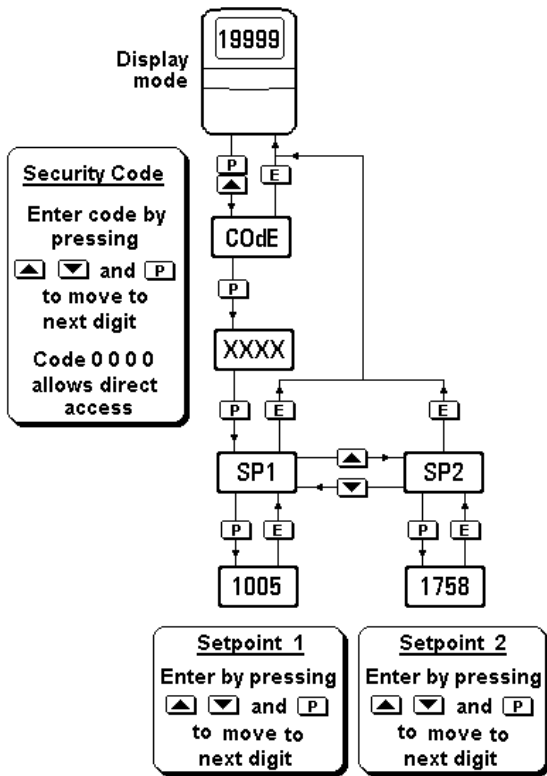 19999
Display
mode
P
E
Security Code
Enter code by
pressing
and P
to move to
next digit
Code 0 0 0 0
allows direct
access
COdE
P
XXXX
P
E
E
SP1
SP2
P
E
P
E
1005
1758
Setpoint 1
Enter by pressing
and P
to move to
next digit
Setpoint 2
Enter by pressing
and P
to move to
next digit